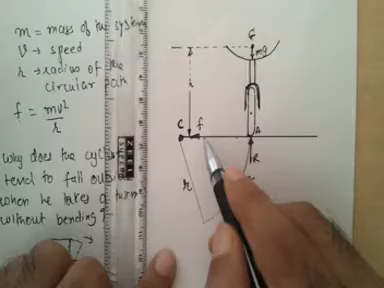 m = mass of the system
v → speed
r → radius of the
circular path
f = mv²/r
why does the cyclist
tend to fall outside
when he takes a turn
without bending?
G
mg
h
C
f
A
R
r